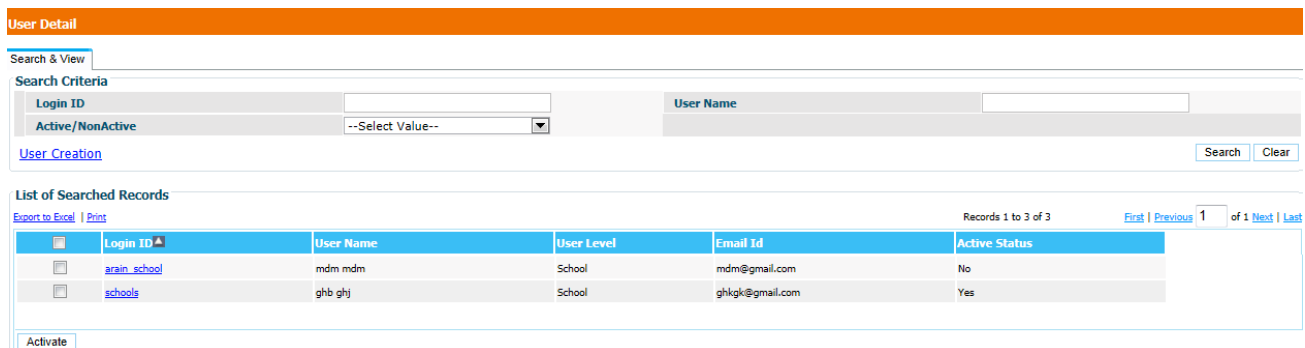 User Detail
Search & View
Search Criteria
Login ID User Name
Active/NonActive --Select Value--
User Creation Search Clear
List of Searched Records
Export to Excel | Print Records 1 to 3 of 3 First | Previous 1 of 1 Next | Last
Login ID User Name User Level Email Id Active Status
arain_school mdm mdm School mdm@gmail.com No
schools ghb ghj School ghkgk@gmail.com Yes
Activate